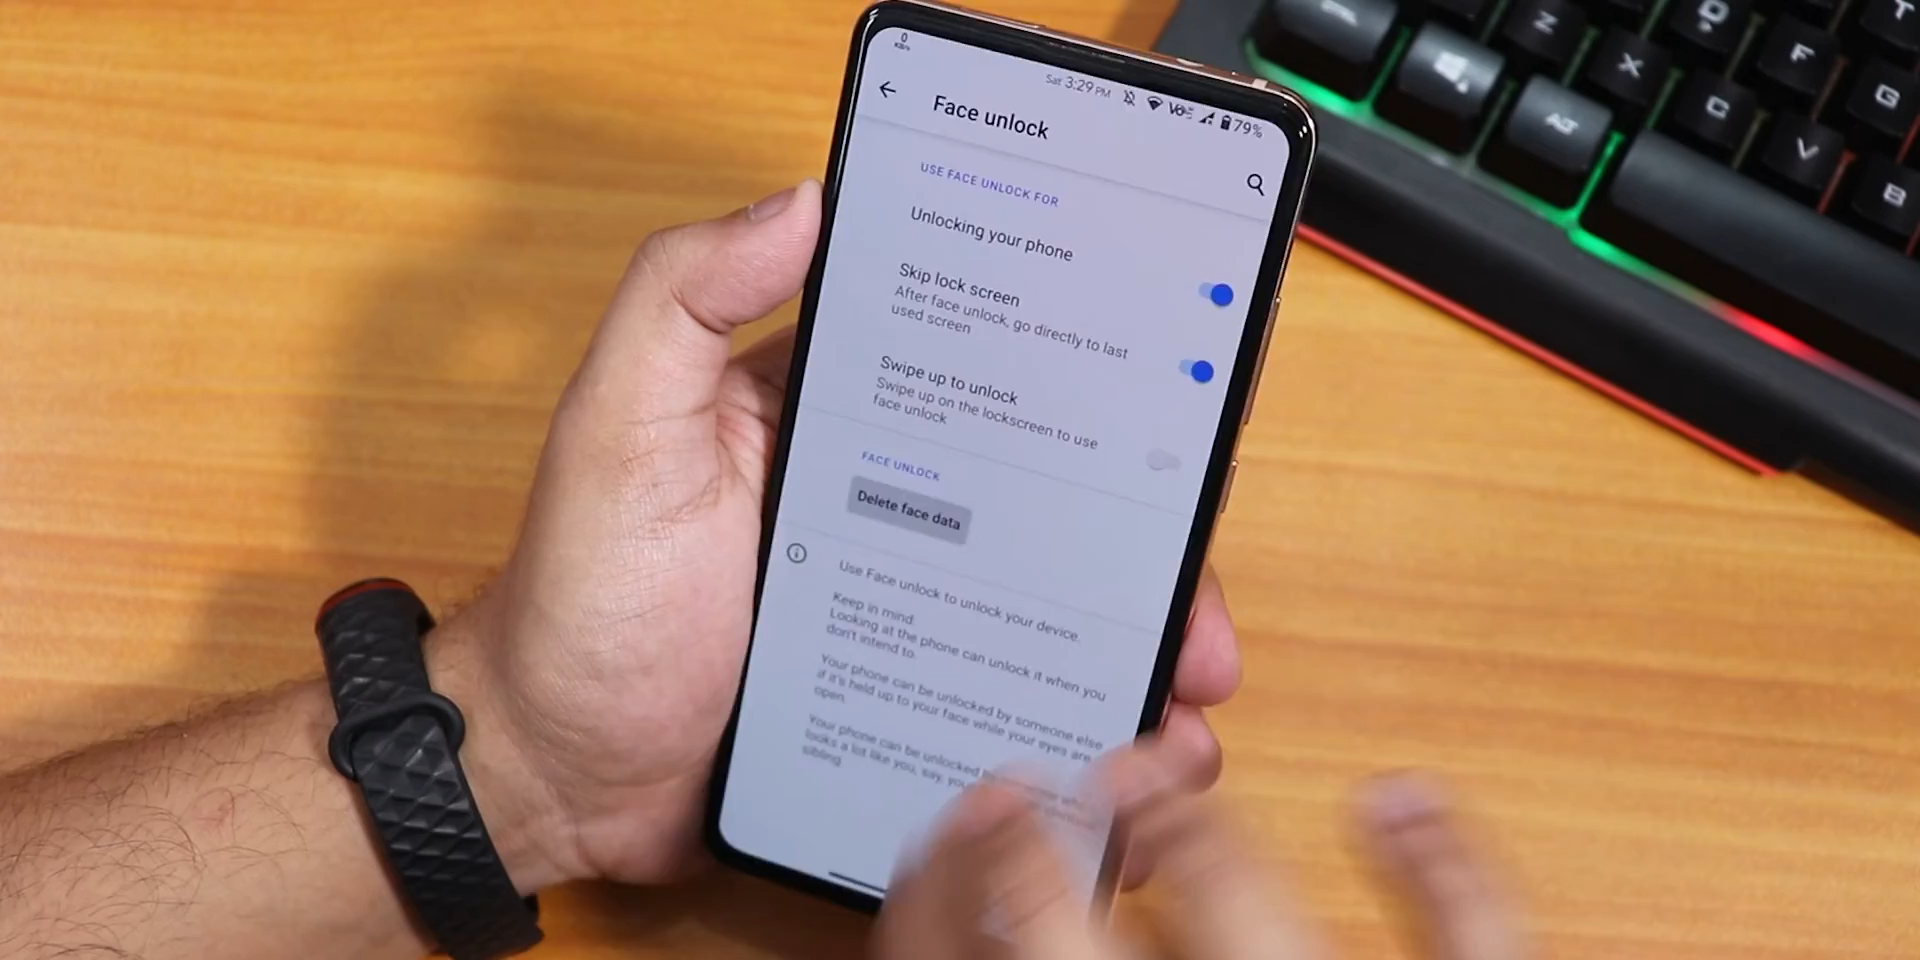 0
KB/s
Sat 3:29 PM
79%
Face unlock
USE FACE UNLOCK FOR
Unlocking your phone
Skip lock screen
After face unlock, go directly to last
used screen
Swipe up to unlock
Swipe up on the lockscreen to use
face unlock
FACE UNLOCK
Delete face data
Use Face unlock to unlock your device.
Keep in mind
Looking at the phone can unlock it when you
don't intend to.
Your phone can be unlocked by someone else
if it's held up to your face while your eyes are
open.
Your phone can be unlocked
looks a lot like you, say, your
sibling.
Z
D
T
X
F
Alt
C
G
V
B